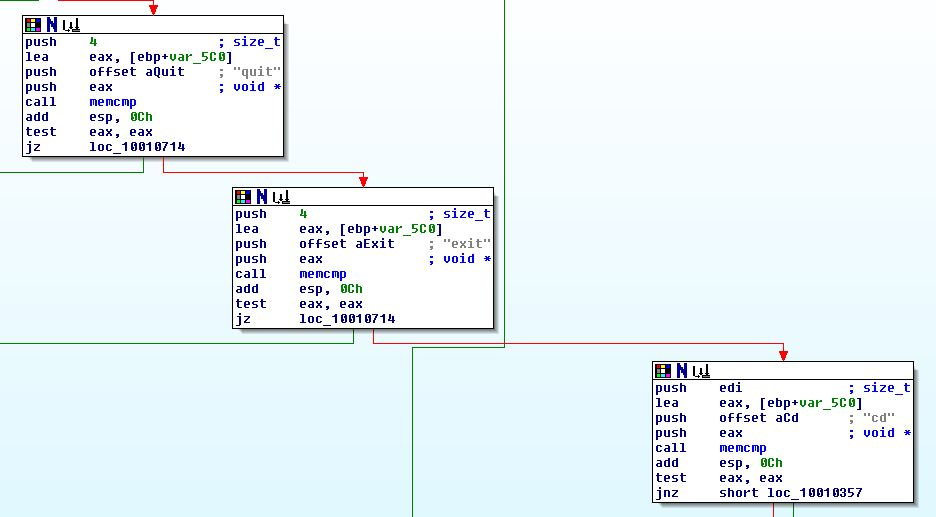 push 4 ; size_t
lea eax, [ebp+var_5C0]
push offset aQuit ; "quit"
push eax ; void *
call memcmp
add esp, 0Ch
test eax, eax
jz loc_10010714
push 4 ; size_t
lea eax, [ebp+var_5C0]
push offset aExit ; "exit"
push eax ; void *
call memcmp
add esp, 0Ch
test eax, eax
jz loc_10010714
push edi ; size_t
lea eax, [ebp+var_5C0]
push offset aCd ; "cd"
push eax ; void *
call memcmp
add esp, 0Ch
test eax, eax
jnz short loc_10010357